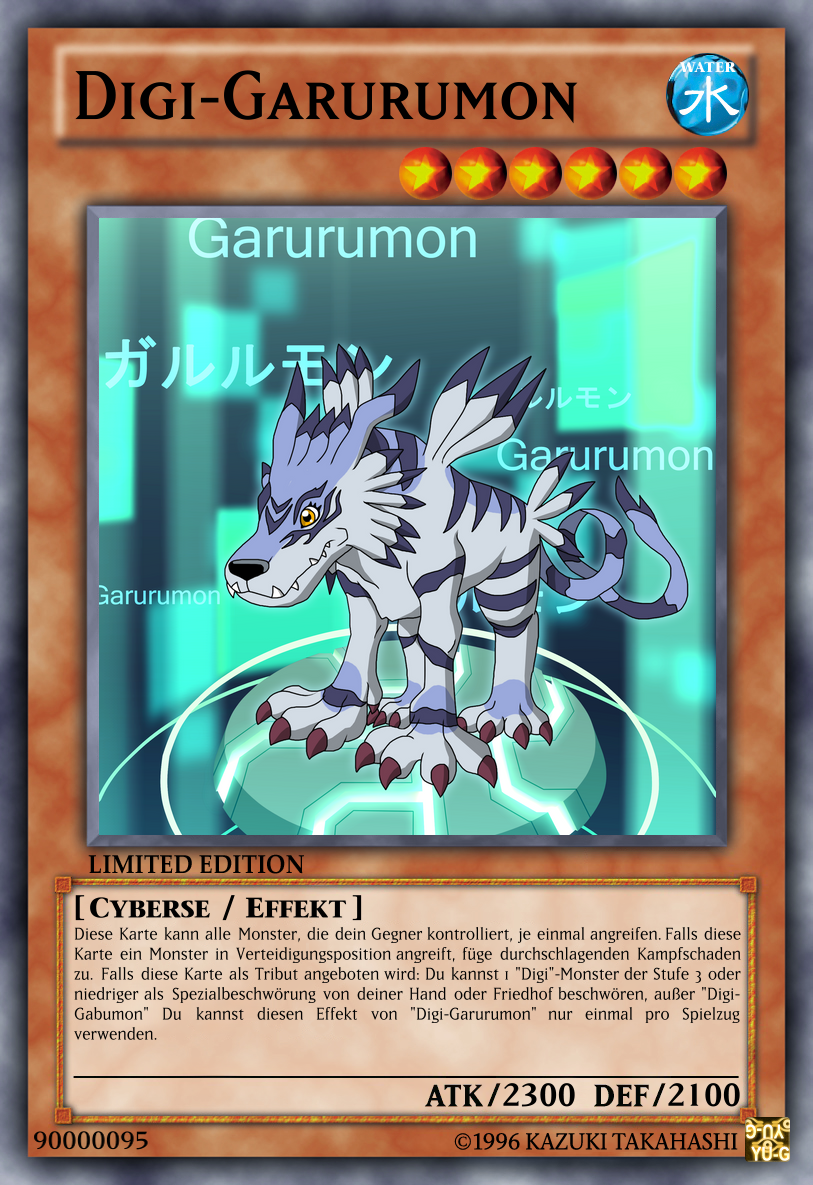 Digi-Garurumon
WATER
水
Garurumon
ガルルモン
ルルモン
Garurumon
Garurumon
LIMITED EDITION
[ Cyberse / Effekt ]
Diese Karte kann alle Monster, die dein Gegner kontrolliert, je einmal angreifen. Falls diese
Karte ein Monster in Verteidigungsposition angreift, füge durchschlagenden Kampfschaden
zu. Falls diese Karte als Tribut angeboten wird: Du kannst 1 "Digi"-Monster der Stufe 3 oder
niedriger als Spezialbeschwörung von deiner Hand oder Friedhof beschwören, außer "Digi-
Gabumon" Du kannst diesen Effekt von "Digi-Garurumon" nur einmal pro Spielzug
verwenden.
ATK/2300 DEF/2100
90000095
©1996 KAZUKI TAKAHASHI